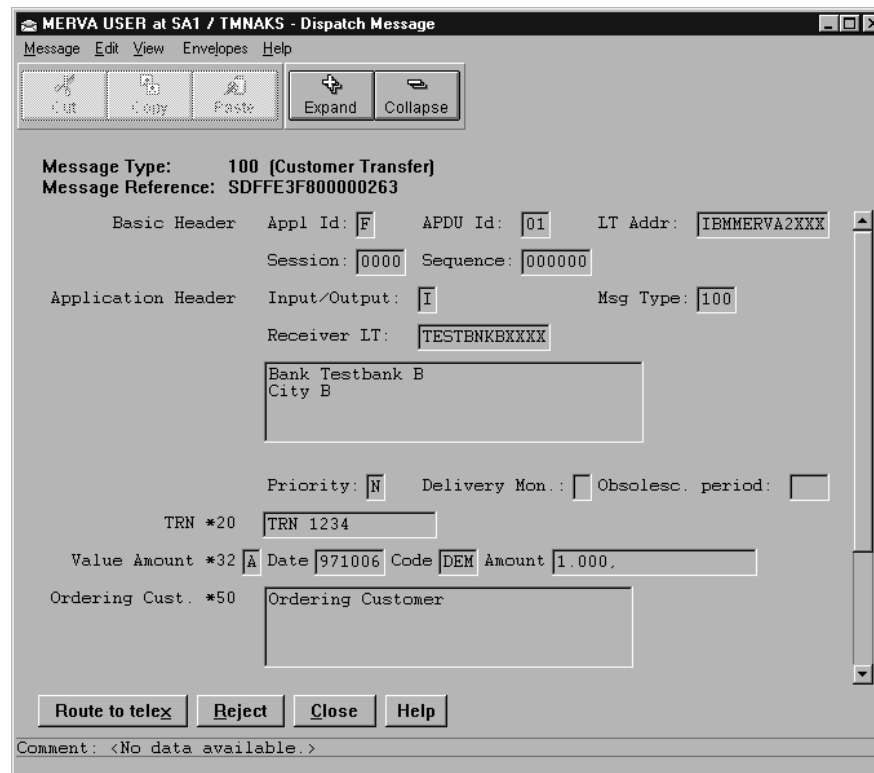 MERVA USER at SA1 / TMNAKS - Dispatch Message
Message Edit View Envelopes Help
Cut Copy Paste Expand Collapse
Message Type: 100 (Customer Transfer)
Message Reference: SDFFE3F800000263
Basic Header Appl Id: F APDU Id: 01 LT Addr: IBMMERVA2XXX
Session: 0000 Sequence: 000000
Application Header Input/Output: I Msg Type: 100
Receiver LT: TESTBNKBXXXX
Bank Testbank B
City B
Priority: N Delivery Mon.: Obsolesc. period:
TRN *20 TRN 1234
Value Amount *32 A Date 971006 Code DEM Amount 1.000,
Ordering Cust. *50 Ordering Customer
Route to telex Reject Close Help
Comment: <No data available.>